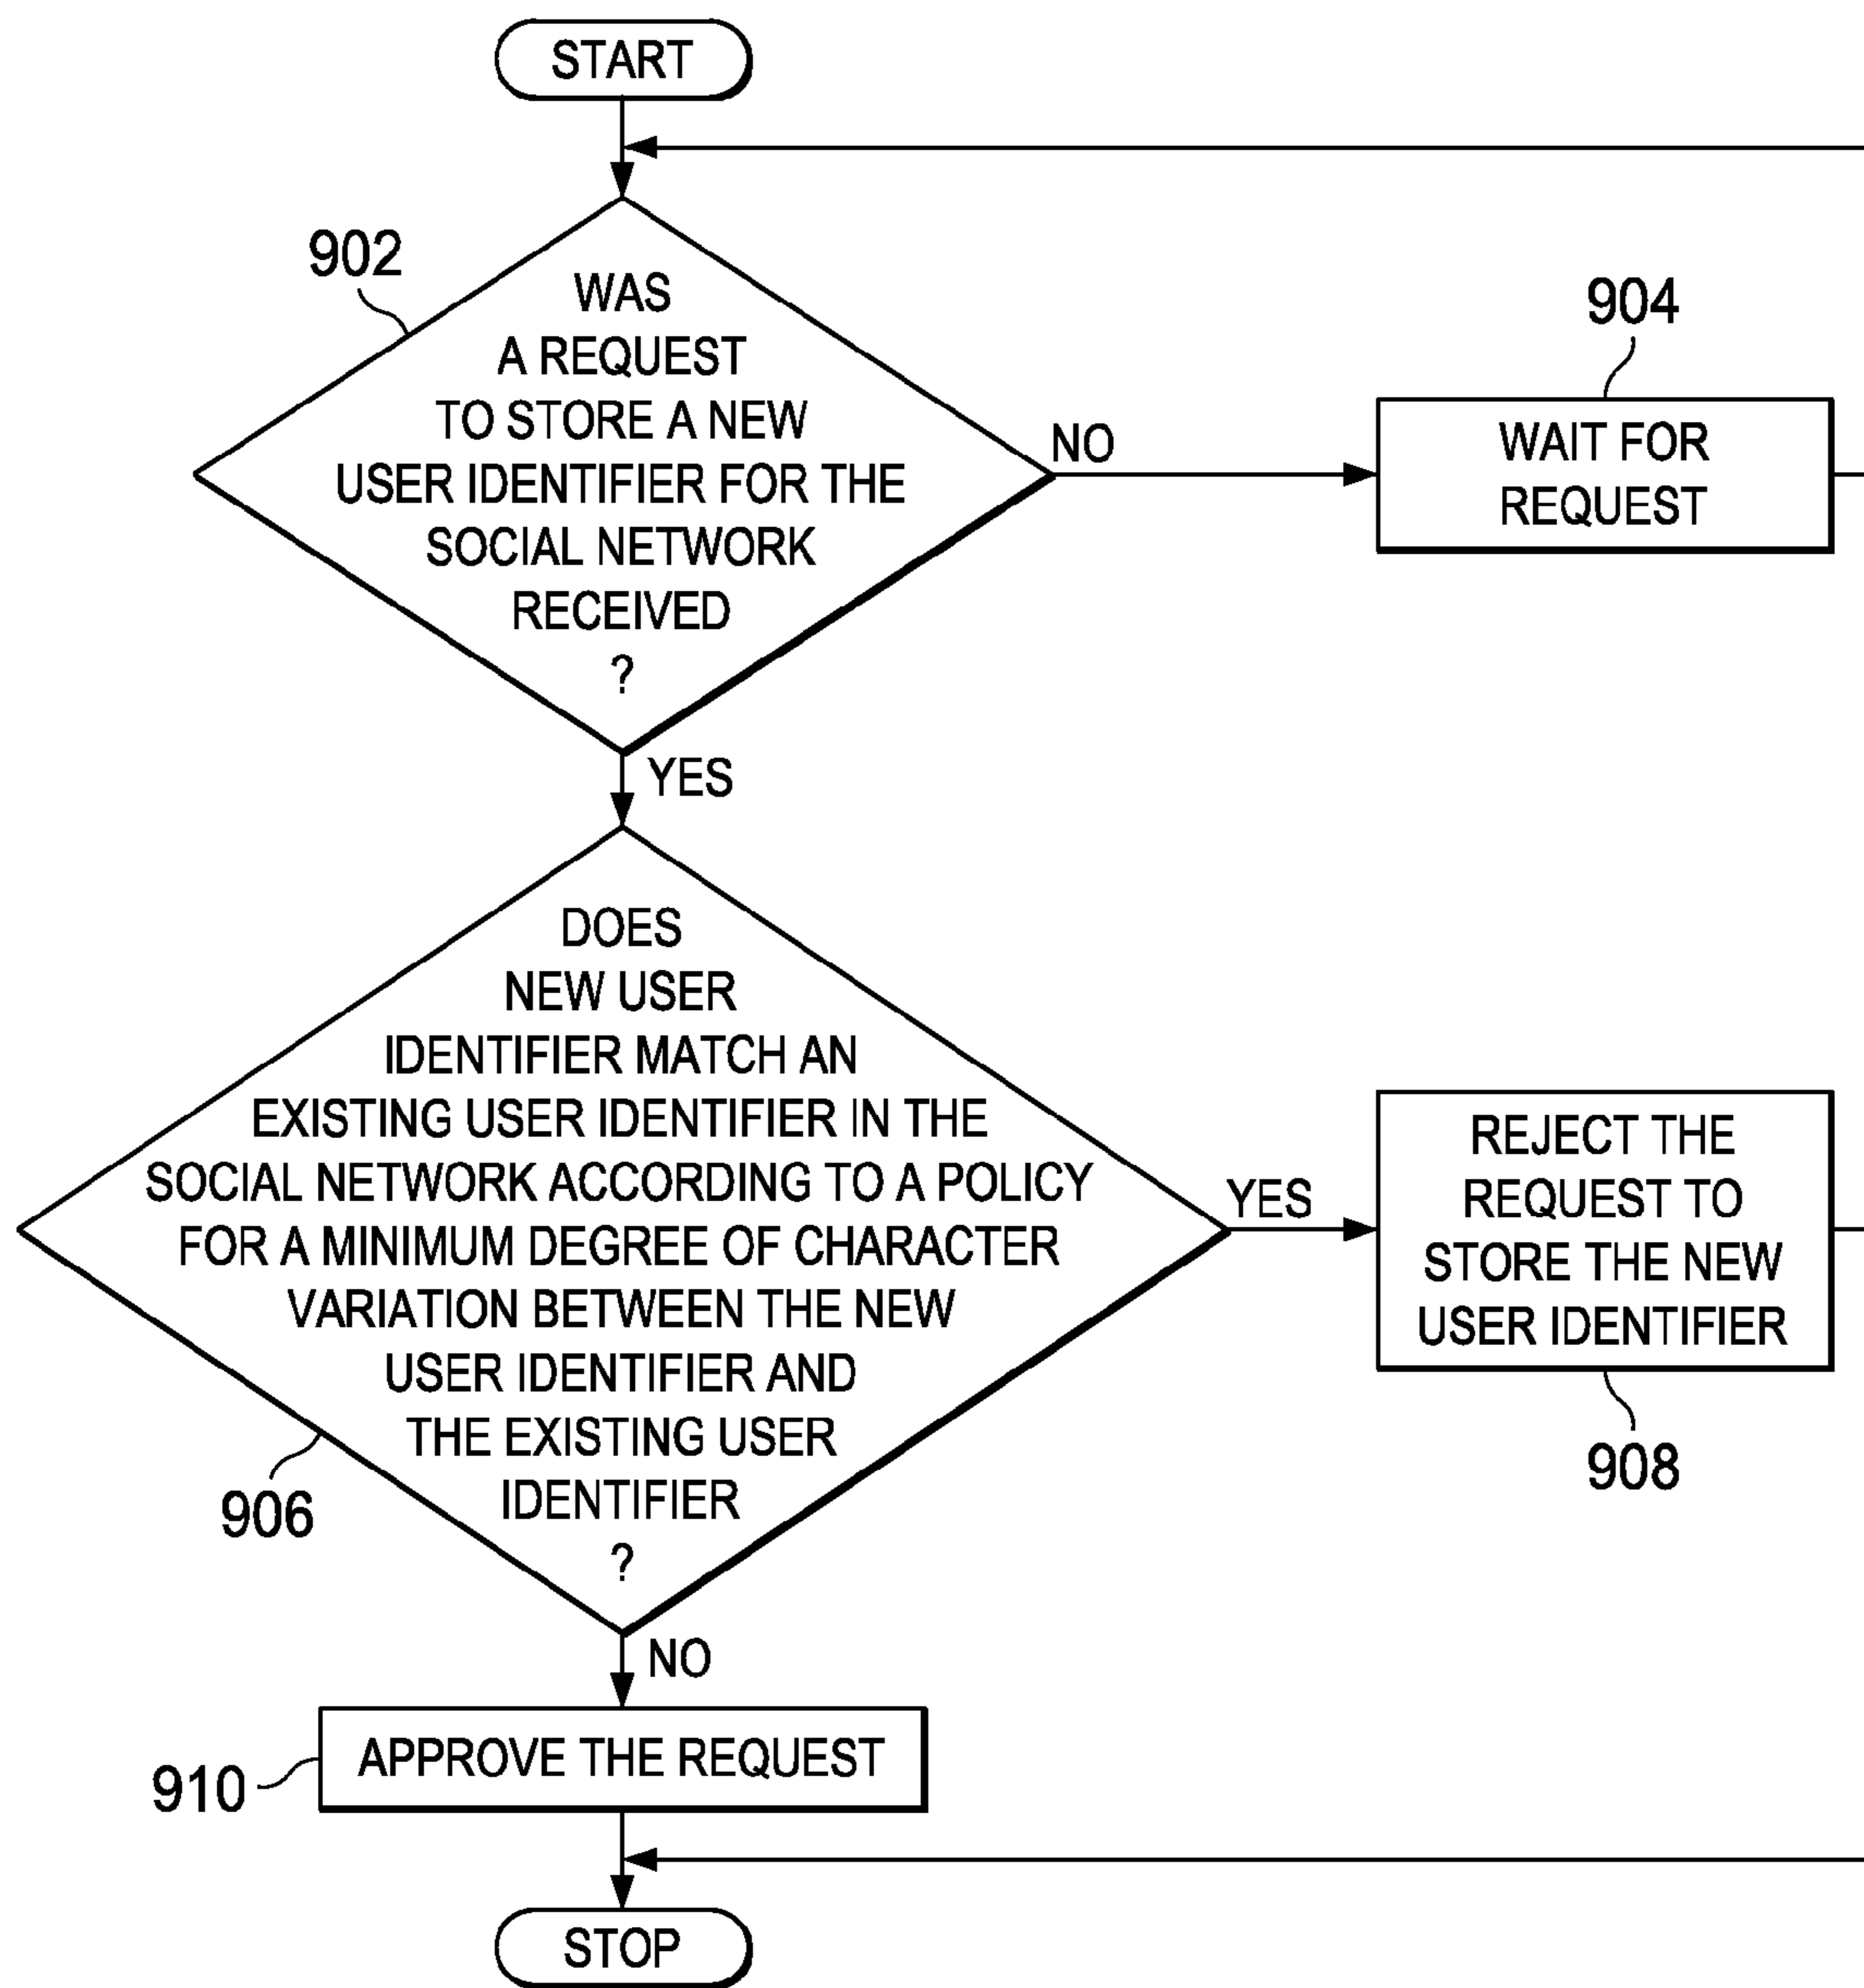 START
902
WAS
A REQUEST
TO STORE A NEW
USER IDENTIFIER FOR THE
SOCIAL NETWORK
RECEIVED
?
NO
904
WAIT FOR
REQUEST
YES
DOES
NEW USER
IDENTIFIER MATCH AN
EXISTING USER IDENTIFIER IN THE
SOCIAL NETWORK ACCORDING TO A POLICY
FOR A MINIMUM DEGREE OF CHARACTER
VARIATION BETWEEN THE NEW
USER IDENTIFIER AND
THE EXISTING USER
IDENTIFIER
?
906
YES
REJECT THE
REQUEST TO
STORE THE NEW
USER IDENTIFIER
908
NO
APPROVE THE REQUEST
910
STOP